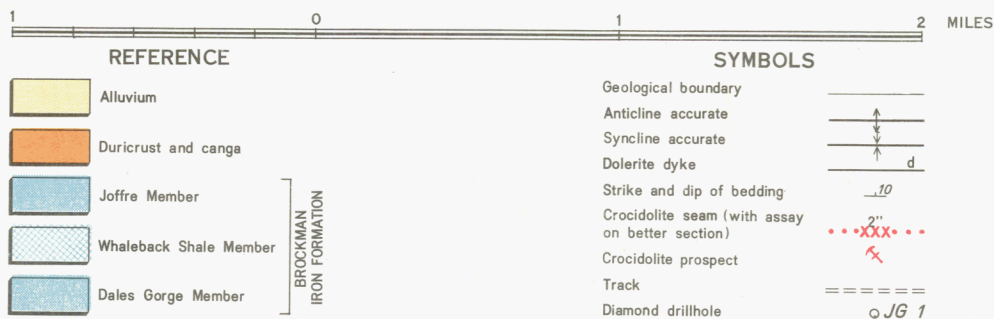 1 0 1 2 MILES
REFERENCE
Alluvium
Duricrust and canga
Joffre Member
Whaleback Shale Member
Dales Gorge Member
BROCKMAN
IRON FORMATION
SYMBOLS
Geological boundary
Anticline accurate
Syncline accurate
Dolerite dyke d
Strike and dip of bedding 10
Crocidolite seam (with assay 2"
on better section) XXX
Crocidolite prospect
Track
Diamond drillhole JG 1